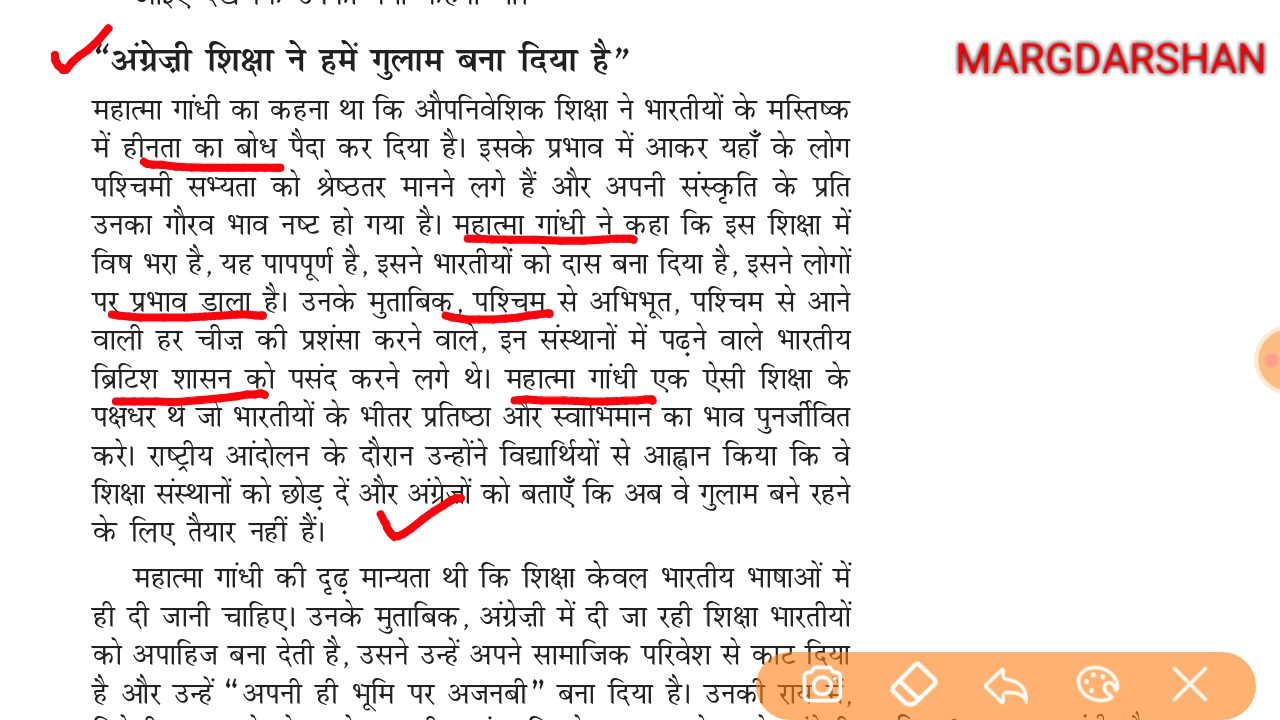 “अंग्रेज़ी शिक्षा ने हमें गुलाम बना दिया है”
MARGDARSHAN
महात्मा गांधी का कहना था कि औपनिवेशिक शिक्षा ने भारतीयों के मस्तिष्क
में हीनता का बोध पैदा कर दिया है। इसके प्रभाव में आकर यहाँ के लोग
पश्चिमी सभ्यता को श्रेष्ठतर मानने लगे हैं और अपनी संस्कृति के प्रति
उनका गौरव भाव नष्ट हो गया है। महात्मा गांधी ने कहा कि इस शिक्षा में
विष भरा है, यह पापपूर्ण है, इसने भारतीयों को दास बना दिया है, इसने लोगों
पर प्रभाव डाला है। उनके मुताबिक, पश्चिम से अभिभूत, पश्चिम से आने
वाली हर चीज़ की प्रशंसा करने वाले, इन संस्थानों में पढ़ने वाले भारतीय
ब्रिटिश शासन को पसंद करने लगे थे। महात्मा गांधी एक ऐसी शिक्षा के
पक्षधर थे जो भारतीयों के भीतर प्रतिष्ठा और स्वाभिमान का भाव पुनर्जीवित
करे। राष्ट्रीय आंदोलन के दौरान उन्होंने विद्यार्थियों से आह्वान किया कि वे
शिक्षा संस्थानों को छोड़ दें और अंग्रेजों को बताएँ कि अब वे गुलाम बने रहने
के लिए तैयार नहीं हैं।
महात्मा गांधी की दृढ़ मान्यता थी कि शिक्षा केवल भारतीय भाषाओं में
ही दी जानी चाहिए। उनके मुताबिक, अंग्रेज़ी में दी जा रही शिक्षा भारतीयों
को अपाहिज बना देती है, उसने उन्हें अपने सामाजिक परिवेश से काट दिया
है और उन्हें “अपनी ही भूमि पर अजनबी” बना दिया है। उनकी राय में,